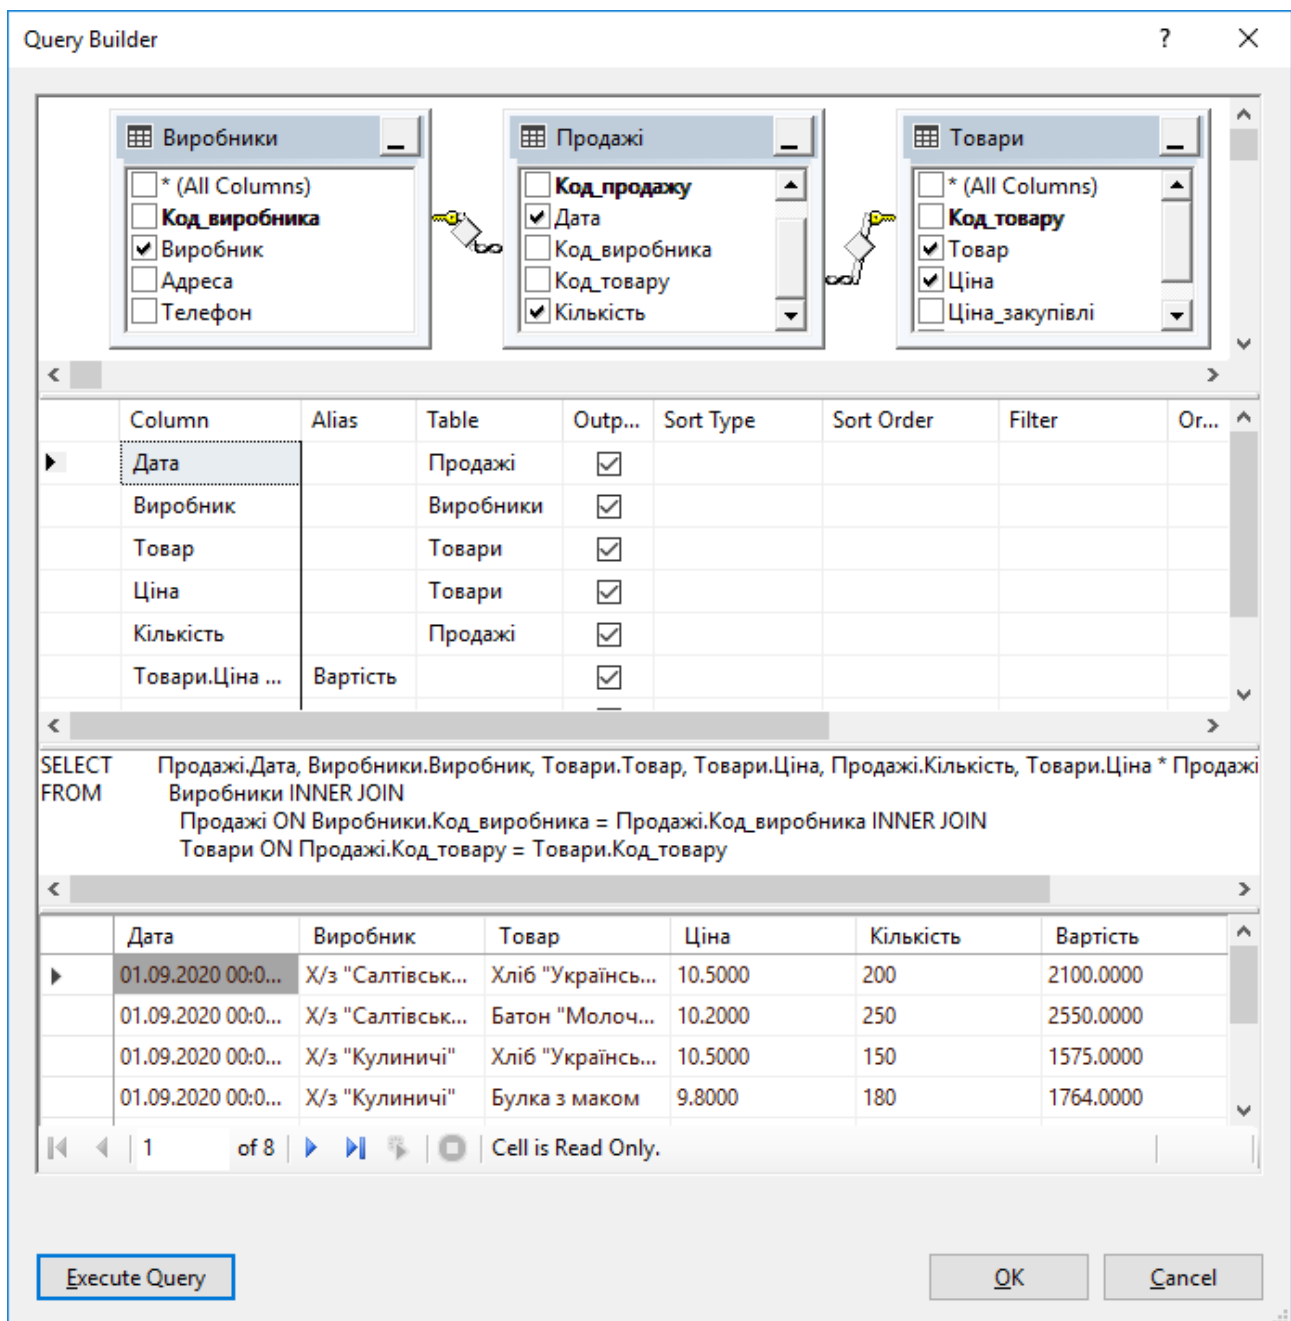 Query Builder
Виробники
* (All Columns)
Код_виробника
Виробник
Адреса
Телефон
Продажі
Код_продажу
Дата
Код_виробника
Код_товару
Кількість
Товари
* (All Columns)
Код_товару
Товар
Ціна
Ціна_закупівлі
Column Alias Table Outp... Sort Type Sort Order Filter Or...
Дата Продажі
Виробник Виробники
Товар Товари
Ціна Товари
Кількість Продажі
Товари.Ціна ... Вартість
SELECT Продажі.Дата, Виробники.Виробник, Товари.Товар, Товари.Ціна, Продажі.Кількість, Товари.Ціна * Продажі
FROM Виробники INNER JOIN
Продажі ON Виробники.Код_виробника = Продажі.Код_виробника INNER JOIN
Товари ON Продажі.Код_товару = Товари.Код_товару
Дата Виробник Товар Ціна Кількість Вартість
01.09.2020 00:0... Х/з "Салтівськ... Хліб "Українсь... 10.5000 200 2100.0000
01.09.2020 00:0... Х/з "Салтівськ... Батон "Молоч... 10.2000 250 2550.0000
01.09.2020 00:0... Х/з "Кулиничі" Хліб "Українсь... 10.5000 150 1575.0000
01.09.2020 00:0... Х/з "Кулиничі" Булка з маком 9.8000 180 1764.0000
1 of 8 Cell is Read Only.
Execute Query OK Cancel